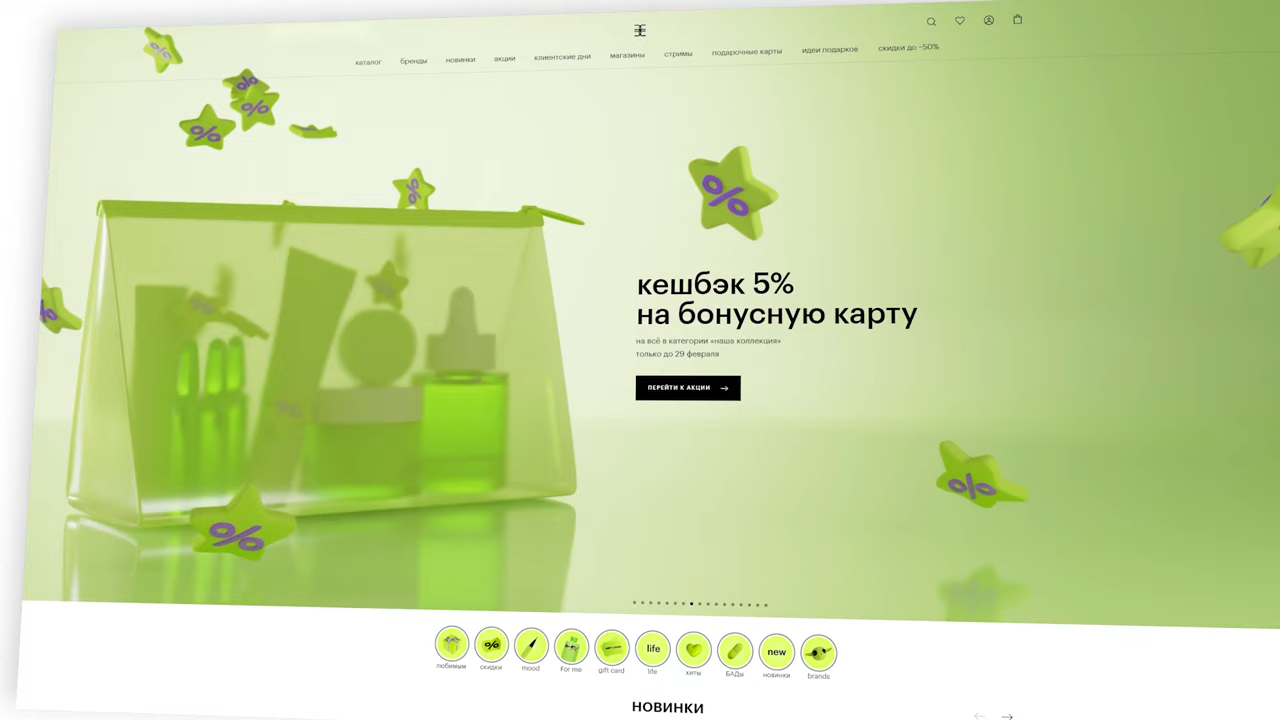 каталог бренды новинки акции клиентские дни магазины стримы подарочные карты идеи подарков скидки до −50%
%
%
%
%
%
%
%
кешбэк 5%
на бонусную карту
на всё в категории «наша коллекция»
только до 29 февраля
ПЕРЕЙТИ К АКЦИИ →
%
%
% life new
любимым скидки mood For me gift card life хиты БАДы новинки brands
НОВИНКИ